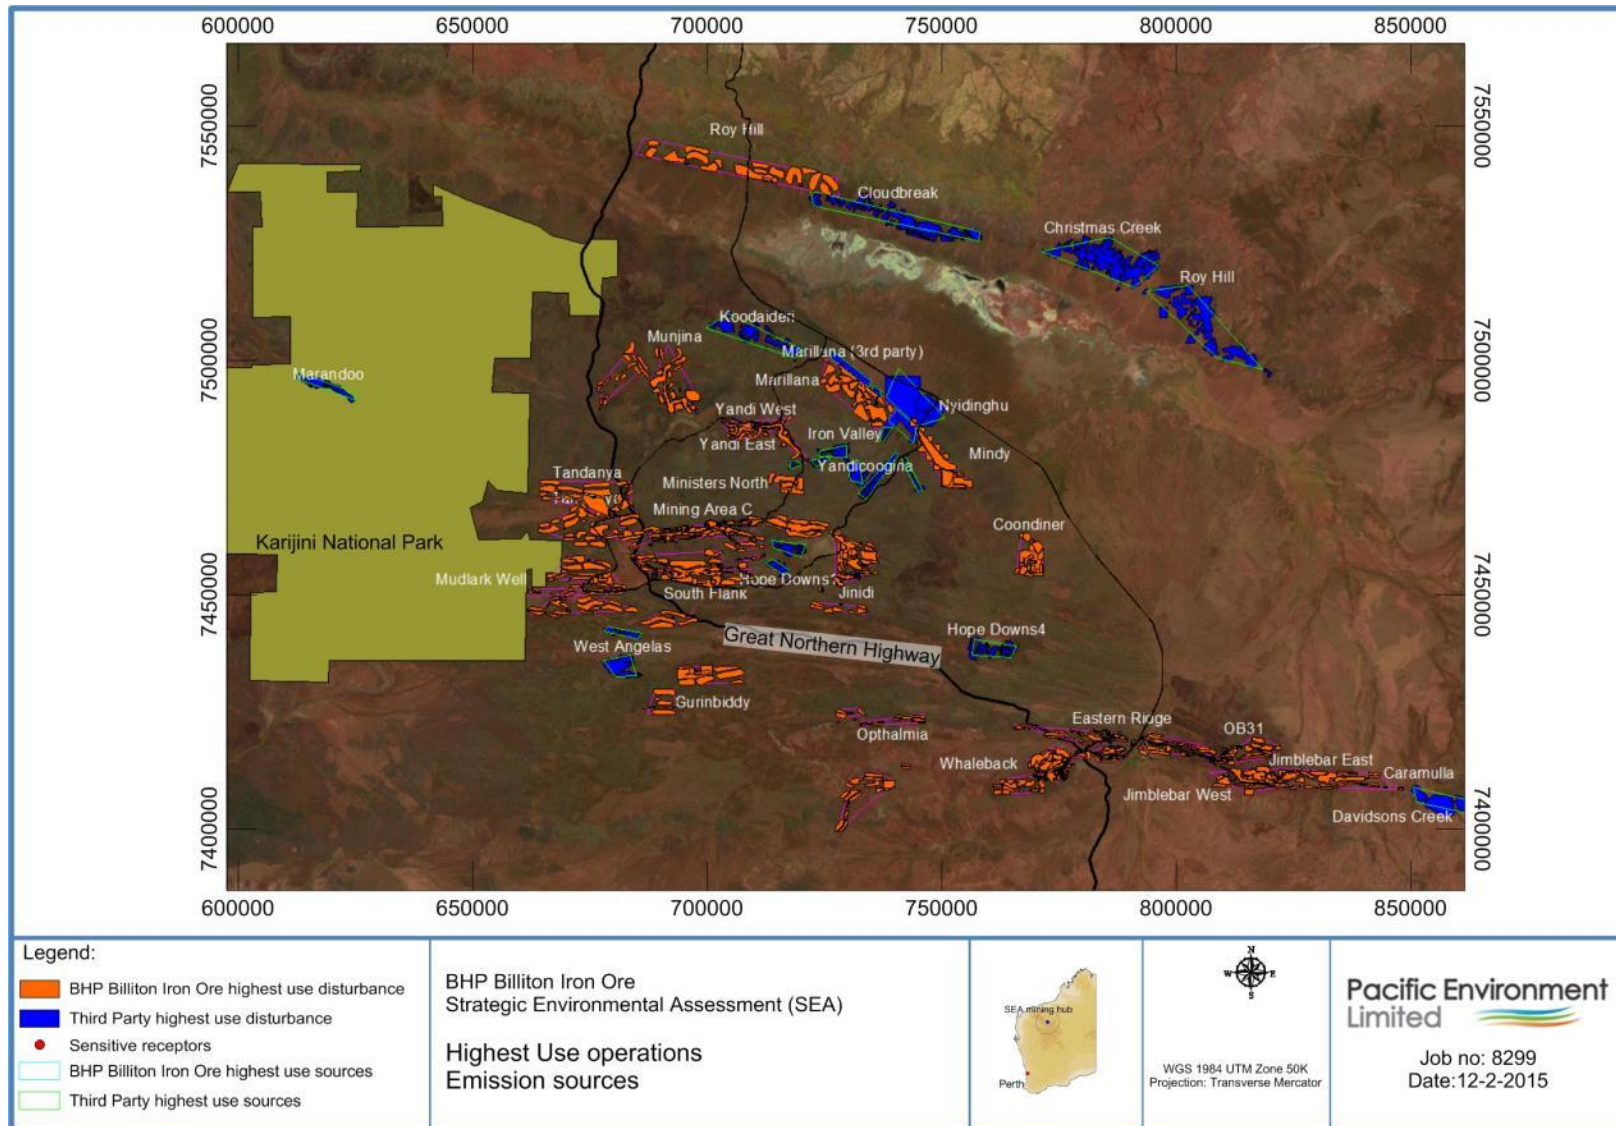 600000 650000 700000 750000 800000 850000
7550000
7500000
7450000
7400000
7550000
7500000
7450000
7400000
Roy Hill
Cloudbreak
Christmas Creek
Roy Hill
Koodaideri
Munjina
Marillana (3rd party)
Marillana
Marandoo
Nyidinghu
Yandi West
Yandi East
Iron Valley
Mindy
Yandicoogina
Tandanya
Ministers North
Mining Area C
Coondiner
Karijini National Park
Mudlark Well
Hope Downs1
South Flank
Jinidi
Great Northern Highway
Hope Downs4
West Angelas
Gurinbiddy
Opthalmia
Eastern Ridge
OB31
Whaleback
Jimblebar East
Caramulla
Jimblebar West
Davidsons Creek
600000 650000 700000 750000 800000 850000
Legend:
BHP Billiton Iron Ore highest use disturbance
Third Party highest use disturbance
Sensitive receptors
BHP Billiton Iron Ore highest use sources
Third Party highest use sources
BHP Billiton Iron Ore
Strategic Environmental Assessment (SEA)
Highest Use operations
Emission sources
SEA mining hub
Perth
N
W E
S
WGS 1984 UTM Zone 50K
Projection: Transverse Mercator
Pacific Environment
Limited
Job no: 8299
Date:12-2-2015